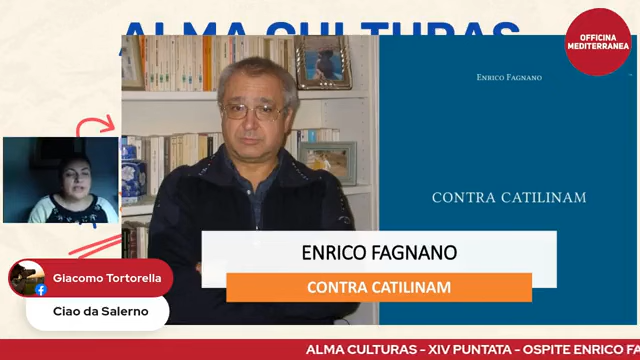 ALMA CULTURAS
OFFICINA
MEDITERRANEA
ENRICO FAGNANO
CONTRA CATILINAM
ENRICO FAGNANO
CONTRA CATILINAM
Giacomo Tortorella
Ciao da Salerno
ALMA CULTURAS - XIV PUNTATA - OSPITE ENRICO FA